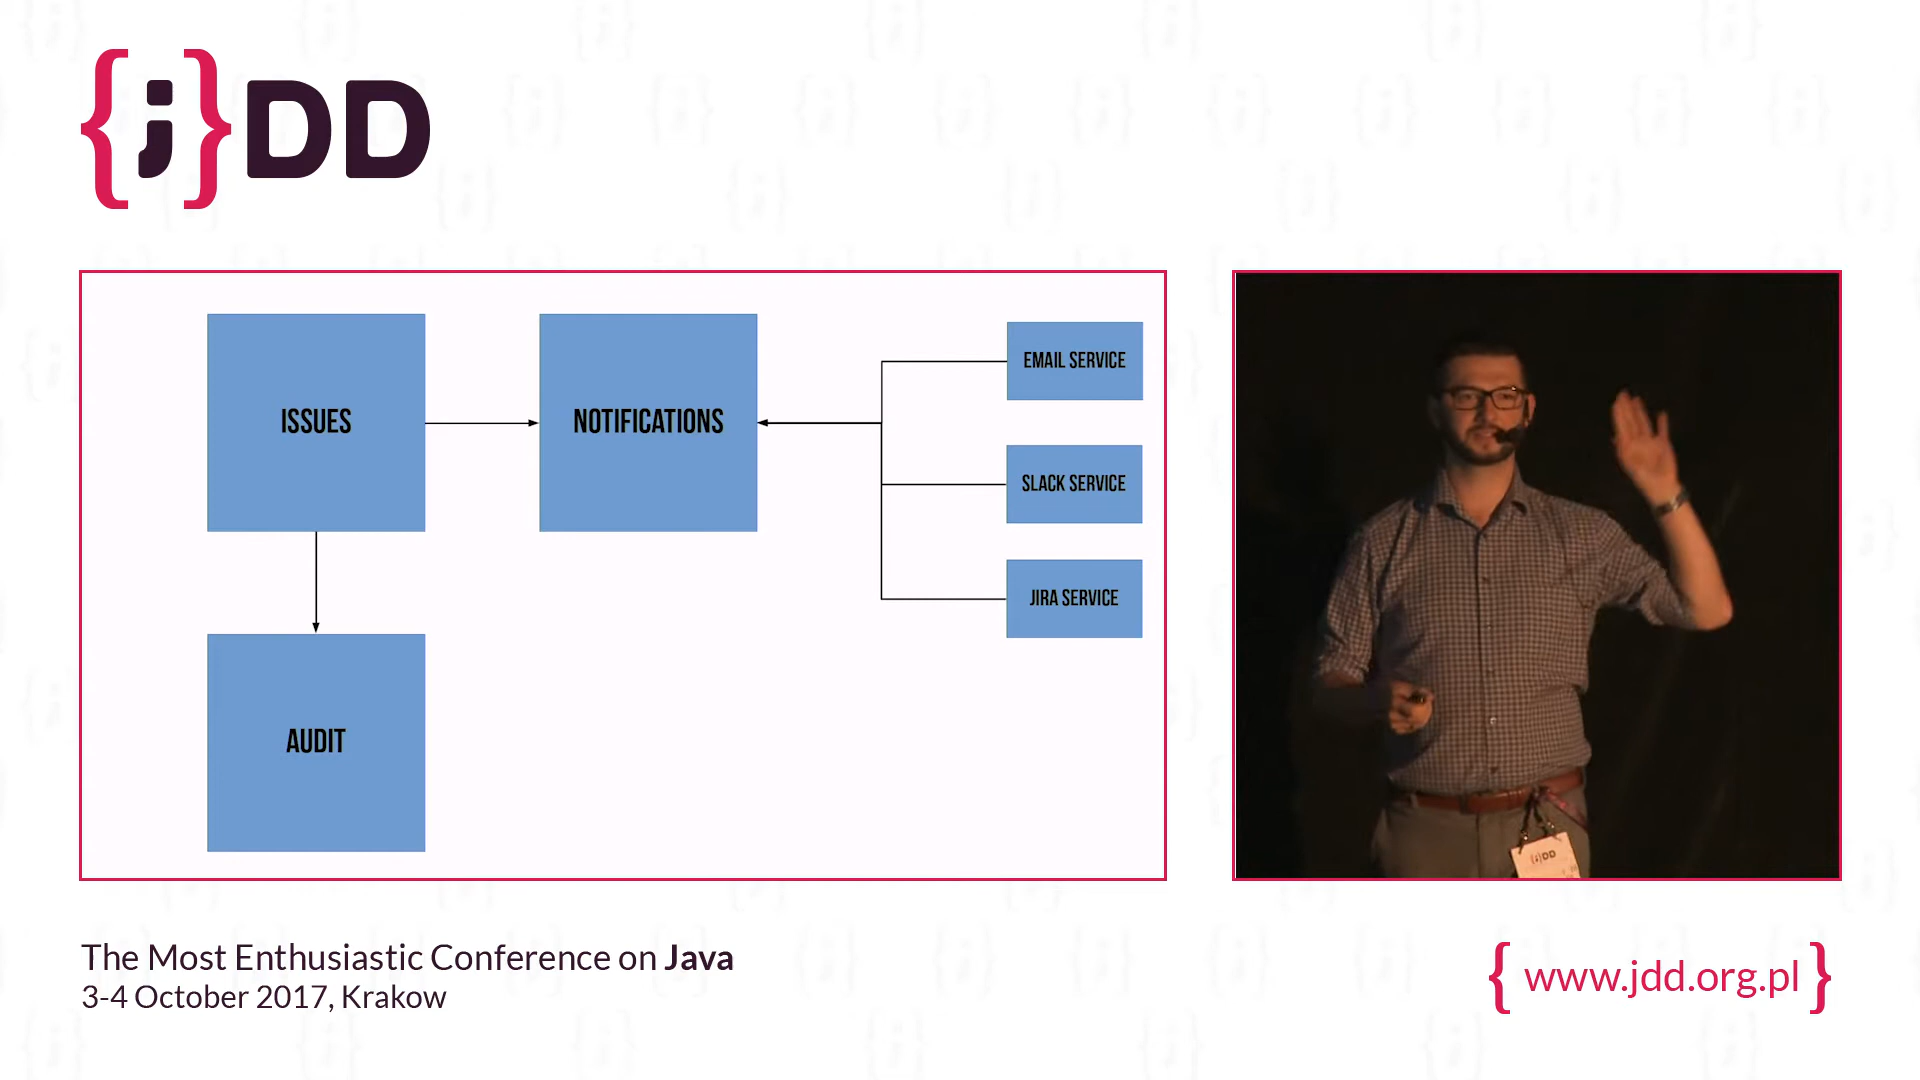 {;}DD
ISSUES
NOTIFICATIONS
EMAIL SERVICE
SLACK SERVICE
JIRA SERVICE
AUDIT
{;}DD
The Most Enthusiastic Conference on Java
3-4 October 2017, Krakow
{ www.jdd.org.pl }